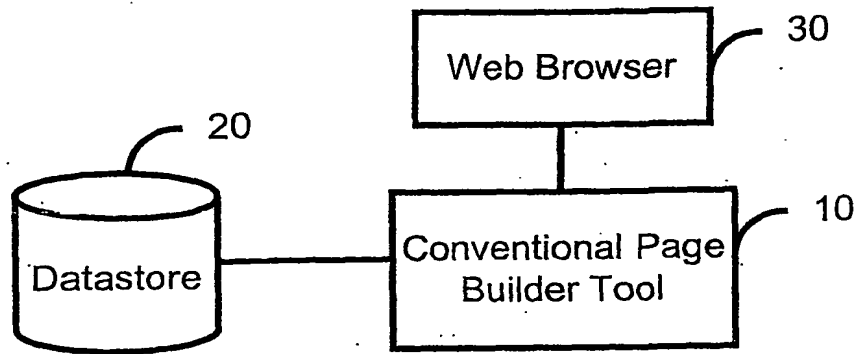 30
Web Browser
20
10
Datastore
Conventional Page
Builder Tool